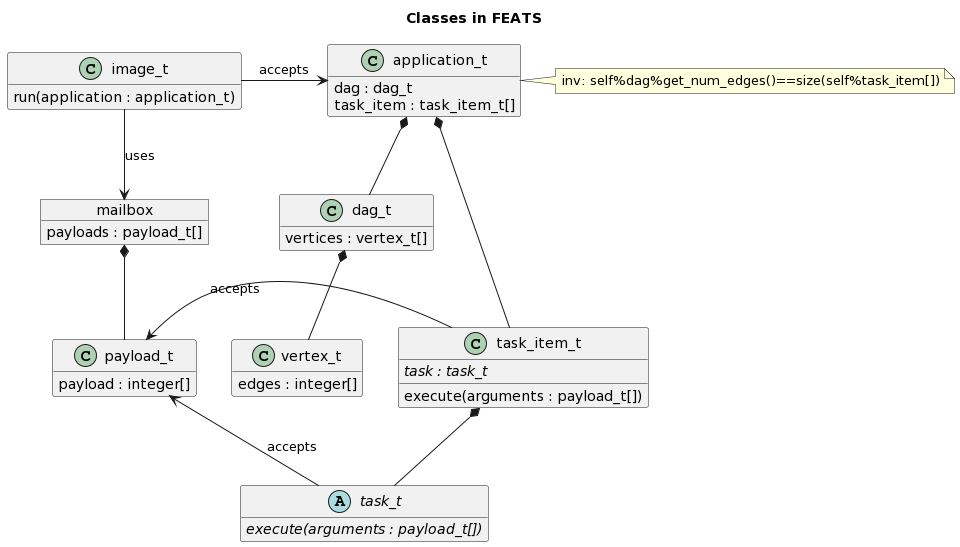 Classes in FEATS
C image_t
run(application : application_t)
accepts
C application_t
dag : dag_t
task_item : task_item_t[]
inv: self%dag%get_num_edges()==size(self%task_item[])
uses
mailbox
payloads : payload_t[]
C dag_t
vertices : vertex_t[]
accepts
C payload_t
payload : integer[]
C vertex_t
edges : integer[]
C task_item_t
task : task_t
execute(arguments : payload_t[])
accepts
A task_t
execute(arguments : payload_t[])